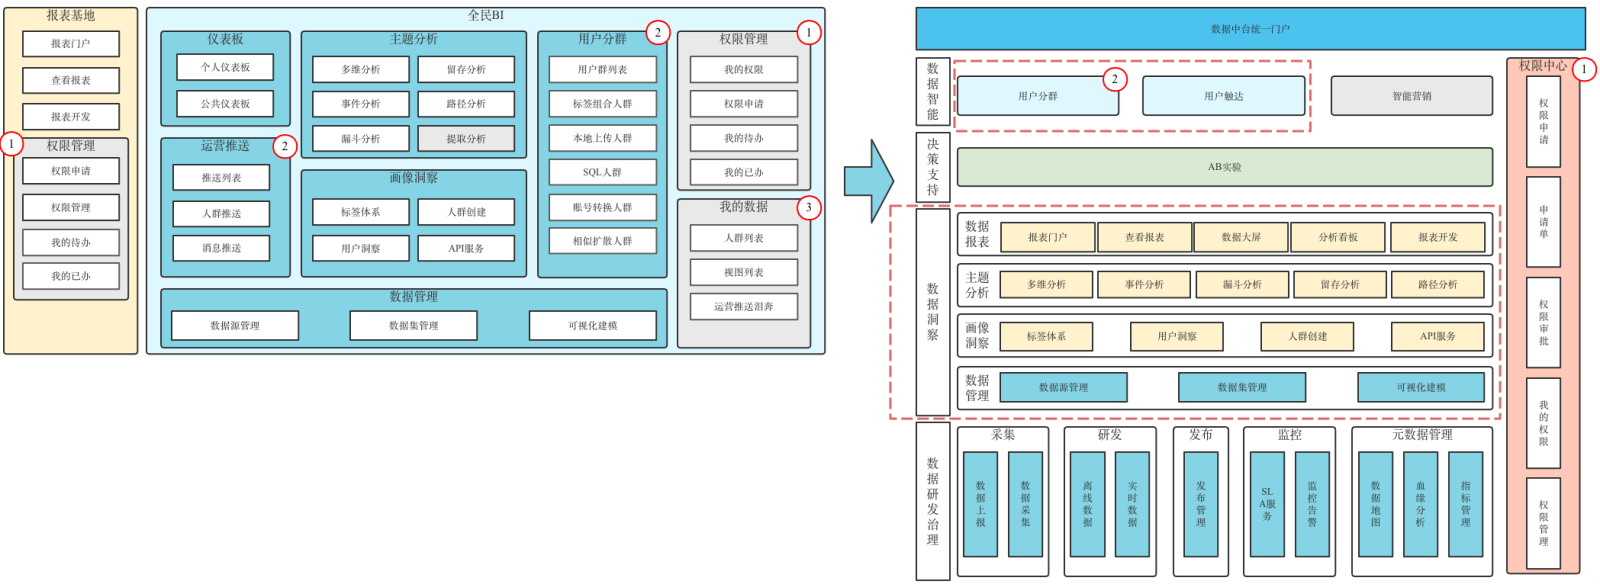 报表基地
报表门户
查看报表
报表开发
1
权限管理
权限申请
权限管理
我的待办
我的已办
全民BI
仪表板
个人仪表板
公共仪表板
运营推送
2
推送列表
人群推送
消息推送
主题分析
多维分析
留存分析
事件分析
路径分析
漏斗分析
提取分析
画像洞察
标签体系
人群创建
用户洞察
API服务
用户分群
2
用户群列表
标签组合人群
本地上传人群
SQL人群
账号转换人群
相似扩散人群
权限管理
1
我的权限
权限申请
我的待办
我的已办
我的数据
3
人群列表
视图列表
运营推送泪奔
数据管理
数据源管理
数据集管理
可视化建模
数据中台统一门户
数据智能
用户分群
2
用户触达
智能营销
决策支持
AB实验
数据洞察
数据
报表
报表门户
查看报表
数据大屏
分析看板
报表开发
主题
分析
多维分析
事件分析
漏斗分析
留存分析
路径分析
画像
洞察
标签体系
用户洞察
人群创建
API服务
数据
管理
数据源管理
数据集管理
可视化建模
数据研发治理
采集
数据上报
数据采集
研发
离线数据
实时数据
发布
发布管理
监控
SL
A服务
监控告警
元数据管理
数据地图
血缘分析
指标管理
权限中心
1
权限申请
申请单
权限审批
我的权限
权限管理